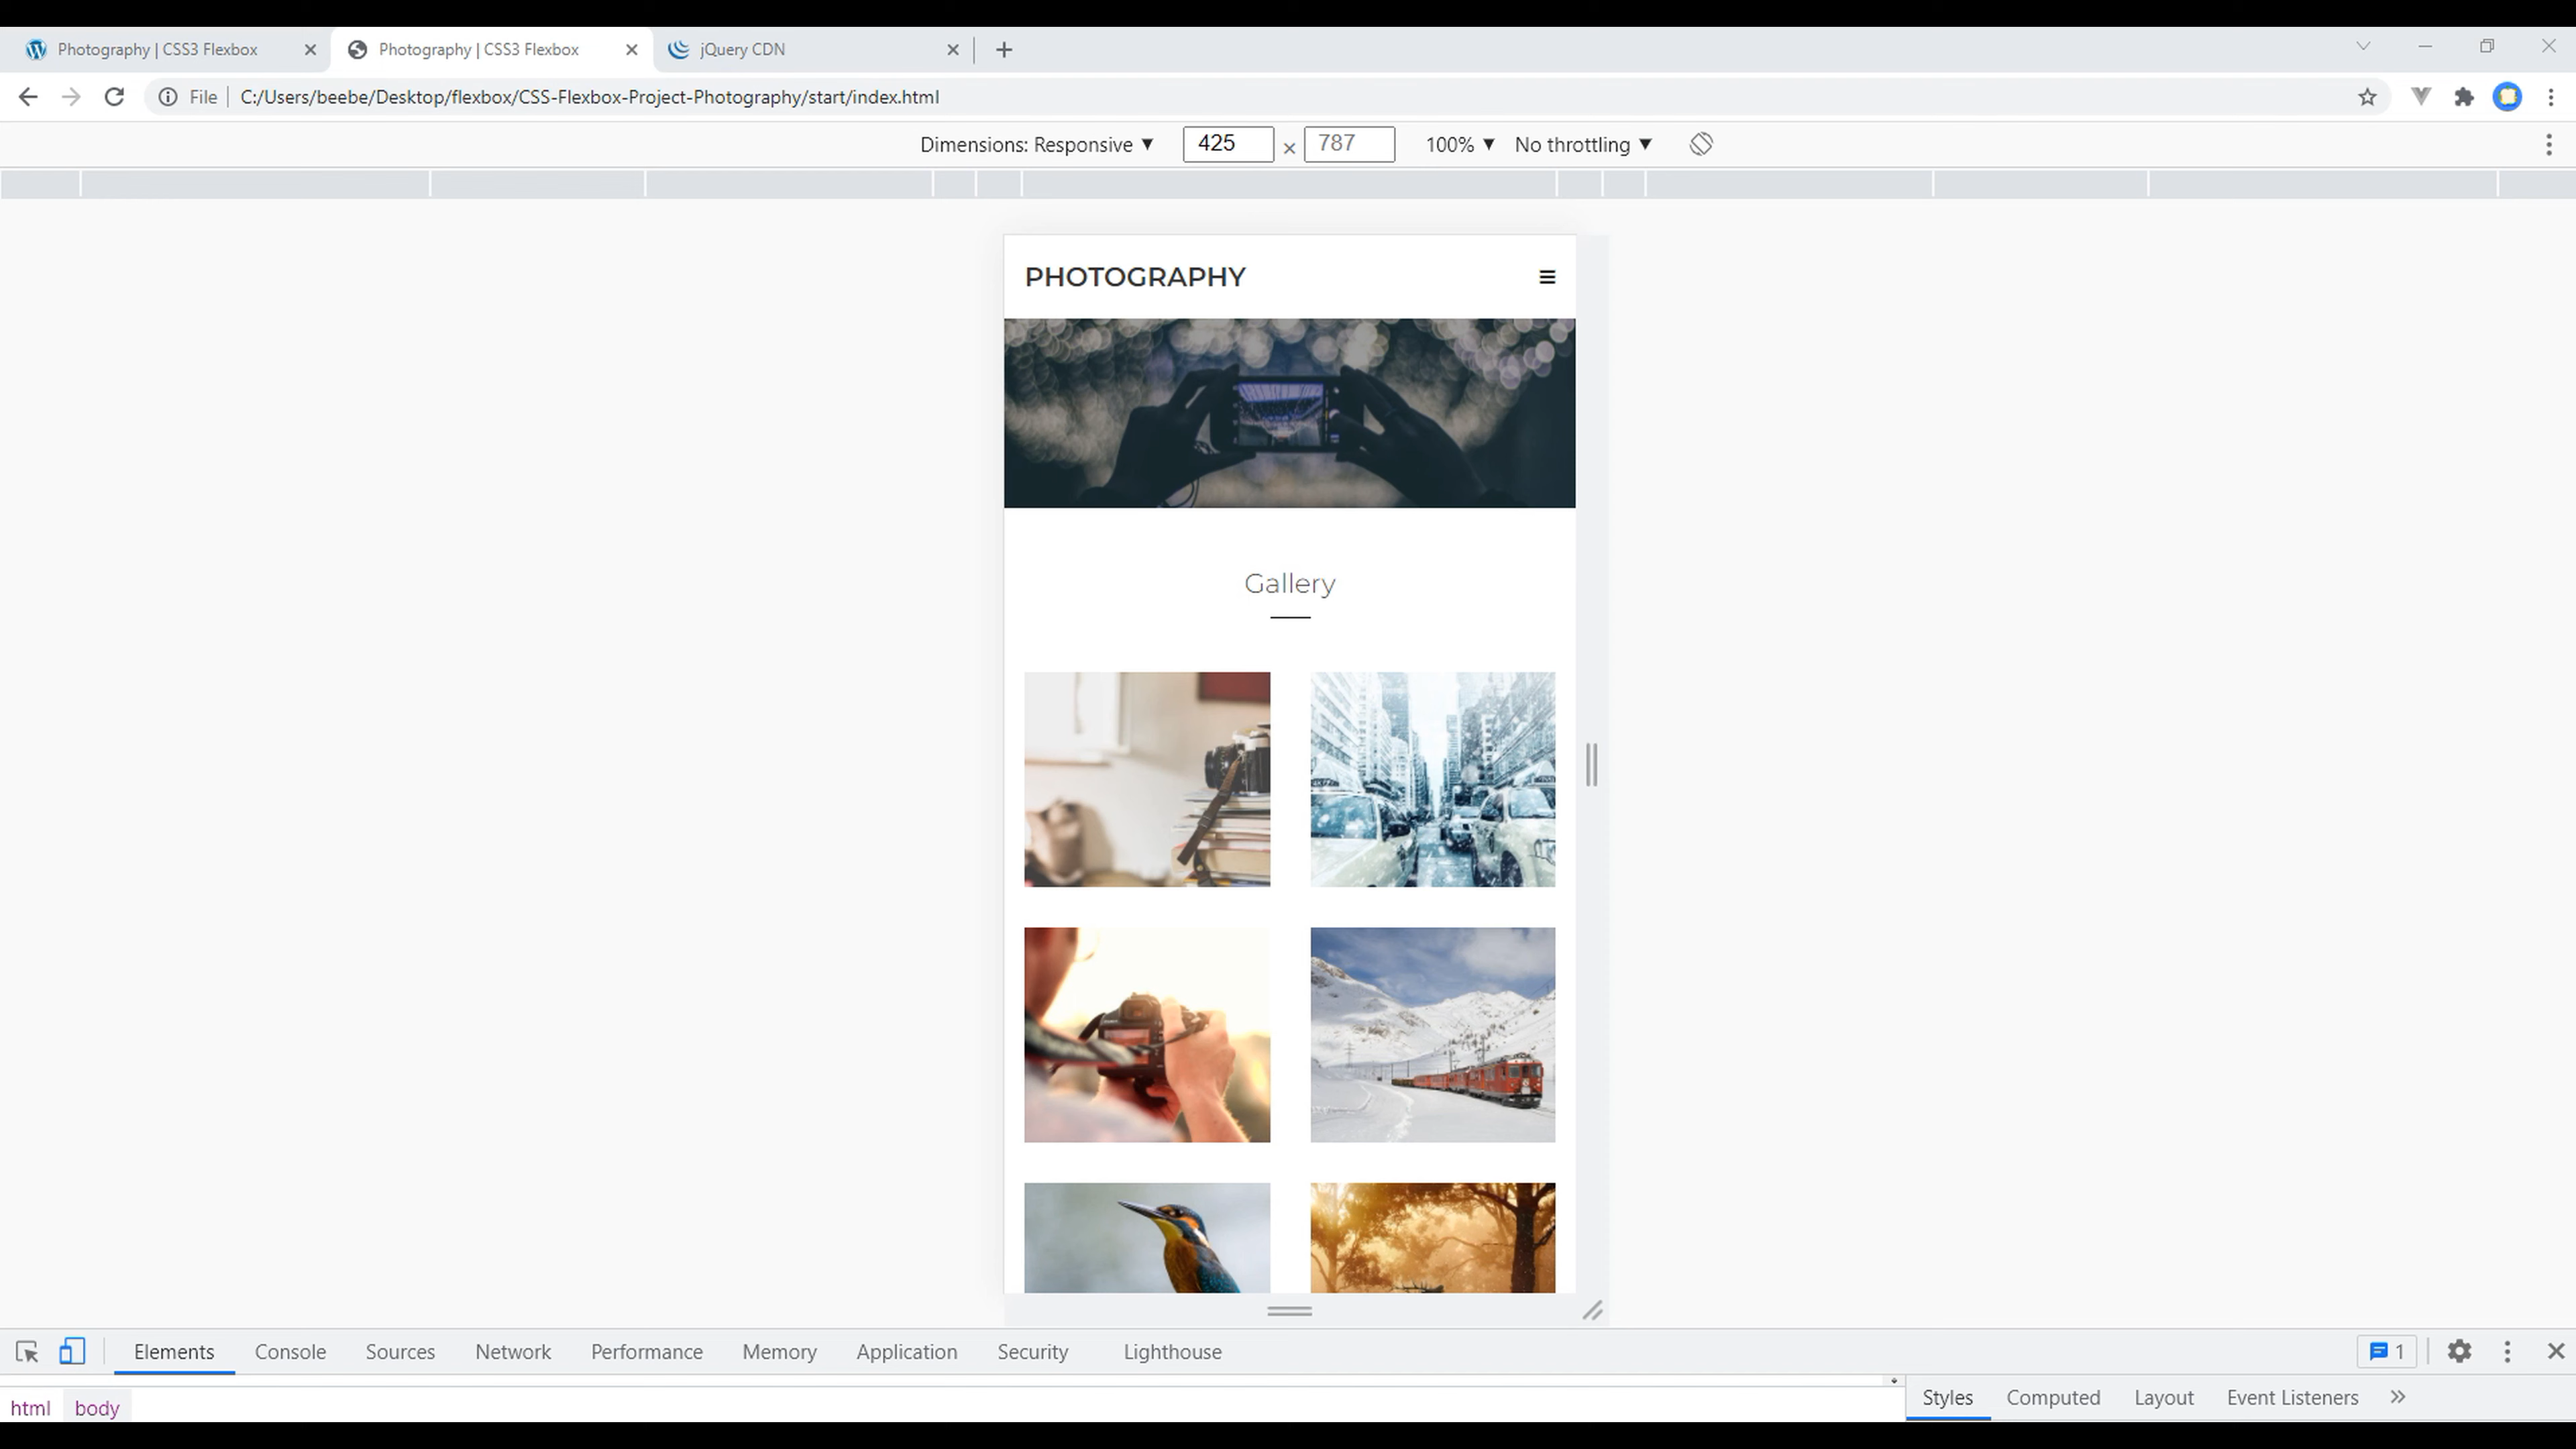 Photography | CSS3 Flexbox
Photography | CSS3 Flexbox
jQuery CDN
File
C:/Users/beebe/Desktop/flexbox/CSS-Flexbox-Project-Photography/start/index.html
Dimensions: Responsive 425 × 787 100% No throttling
PHOTOGRAPHY
Gallery
Elements Console Sources Network Performance Memory Application Security Lighthouse 1
html body
Styles Computed Layout Event Listeners